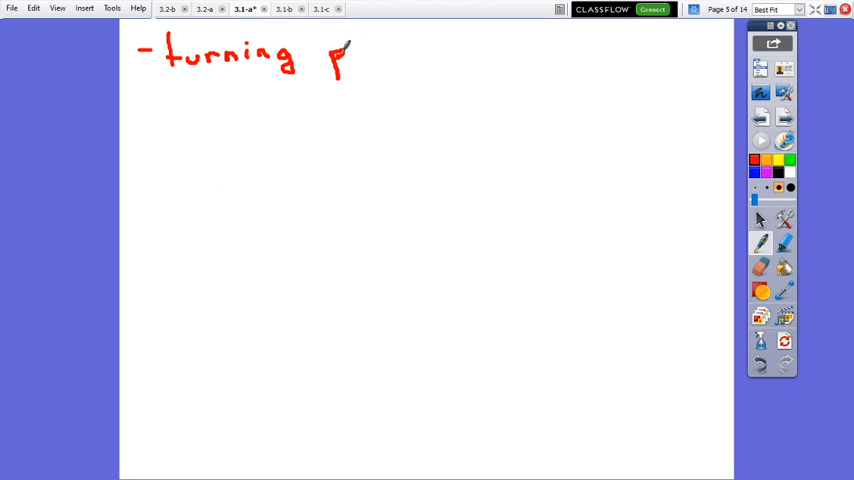 File Edit View Insert Tools Help 3.2-b 3.2-a 3.1-a* 3.1-b 3.1-c CLASSFLOW Connect Page 5 of 14 Best Fit
- turning p